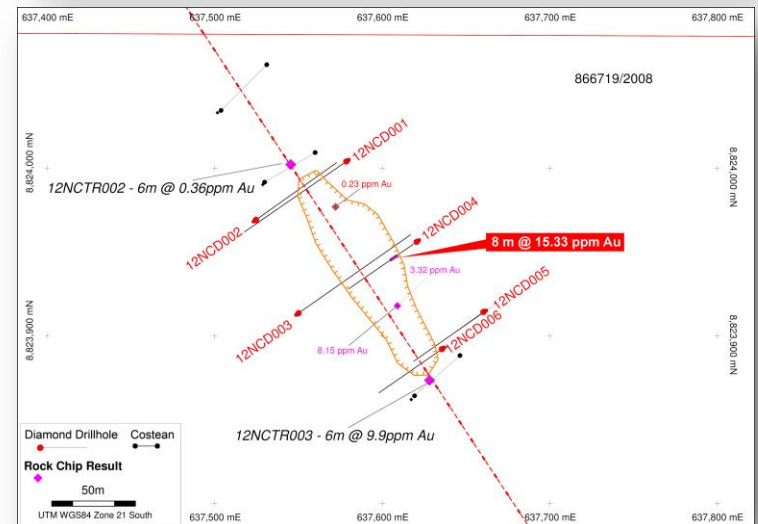 637,400 mE
637,500 mE
637,600 mE
637,700 mE
637,800 mE
866719/2008
8,824,000 mN
8,824,000 mN
12NCD001
12NCTR002 - 6m @ 0.36ppm Au
0.23 ppm Au
12NCD004
12NCD002
8 m @ 15.33 ppm Au
3.32 ppm Au
12NCD005
12NCD003
12NCD006
8,823,900 mN
8,823,900 mN
8.15 ppm Au
12NCTR003 - 6m @ 9.9ppm Au
Diamond Drillhole
Costean
Rock Chip Result
50m
UTM WGS84 Zone 21 South
637,500 mE
637,600 mE
637,700 mE
637,800 mE